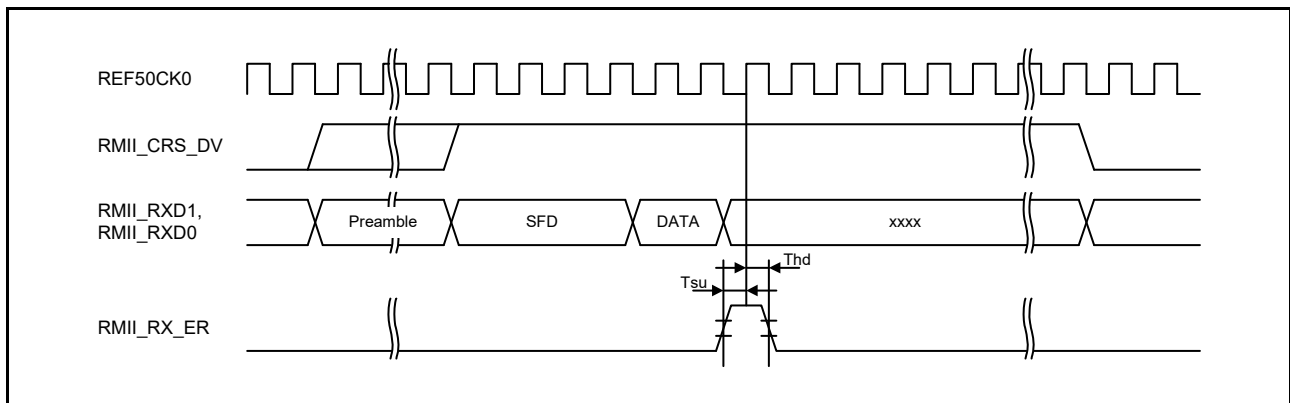 REF50CK0
RMII_CRS_DV
RMII_RXD1,
RMII_RXD0
Preamble
SFD
DATA
xxxx
Thd
Tsu
RMII_RX_ER